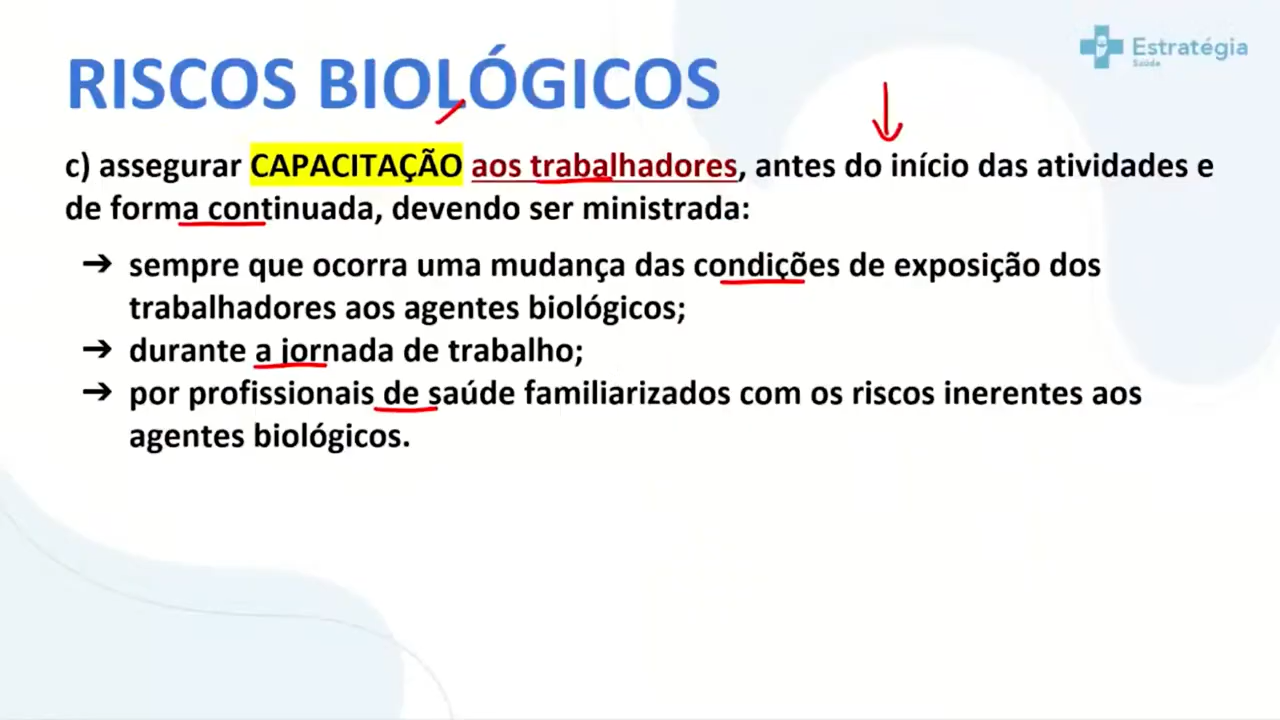 Estratégia
Saúde
RISCOS BIOLÓGICOS
c) assegurar CAPACITAÇÃO aos trabalhadores, antes do início das atividades e
de forma continuada, devendo ser ministrada:
➔ sempre que ocorra uma mudança das condições de exposição dos
trabalhadores aos agentes biológicos;
➔ durante a jornada de trabalho;
➔ por profissionais de saúde familiarizados com os riscos inerentes aos
agentes biológicos.